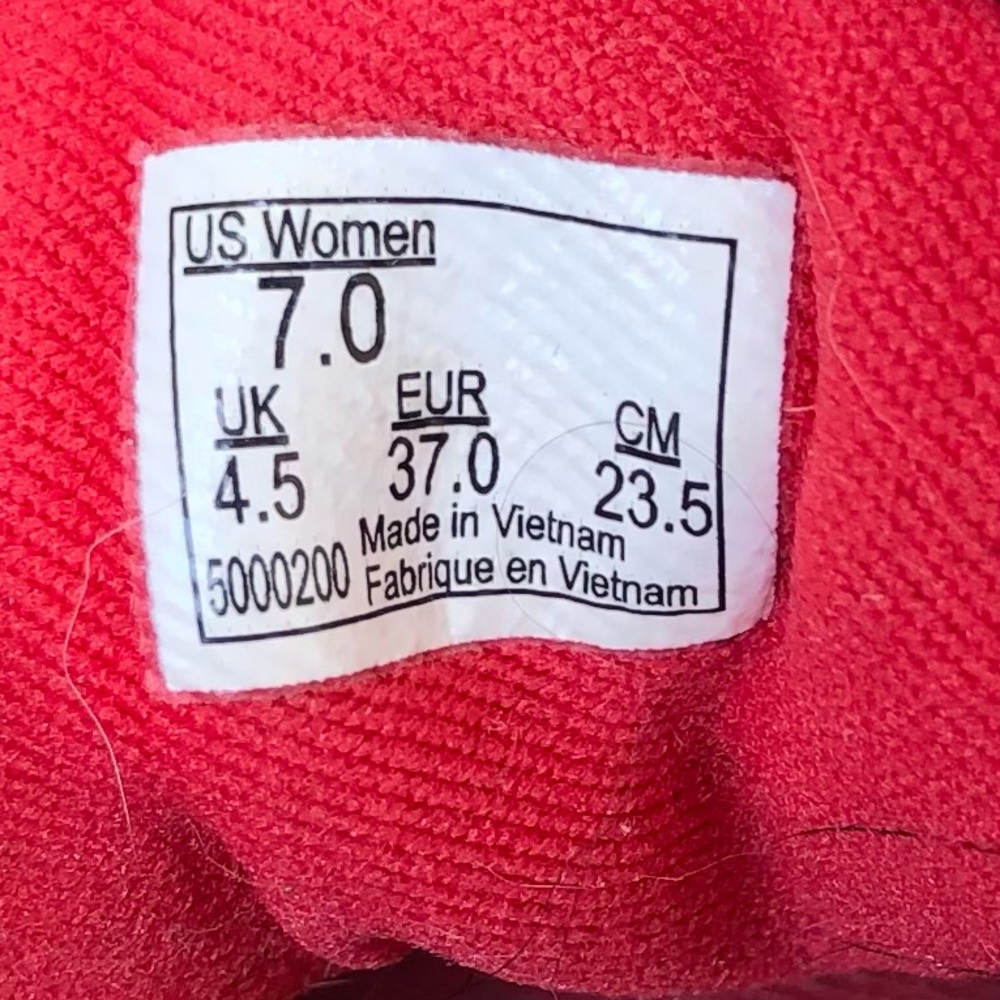 US Women
7.0
UK EUR CM
4.5 37.0 23.5
Made in Vietnam
5000200 Fabrique en Vietnam